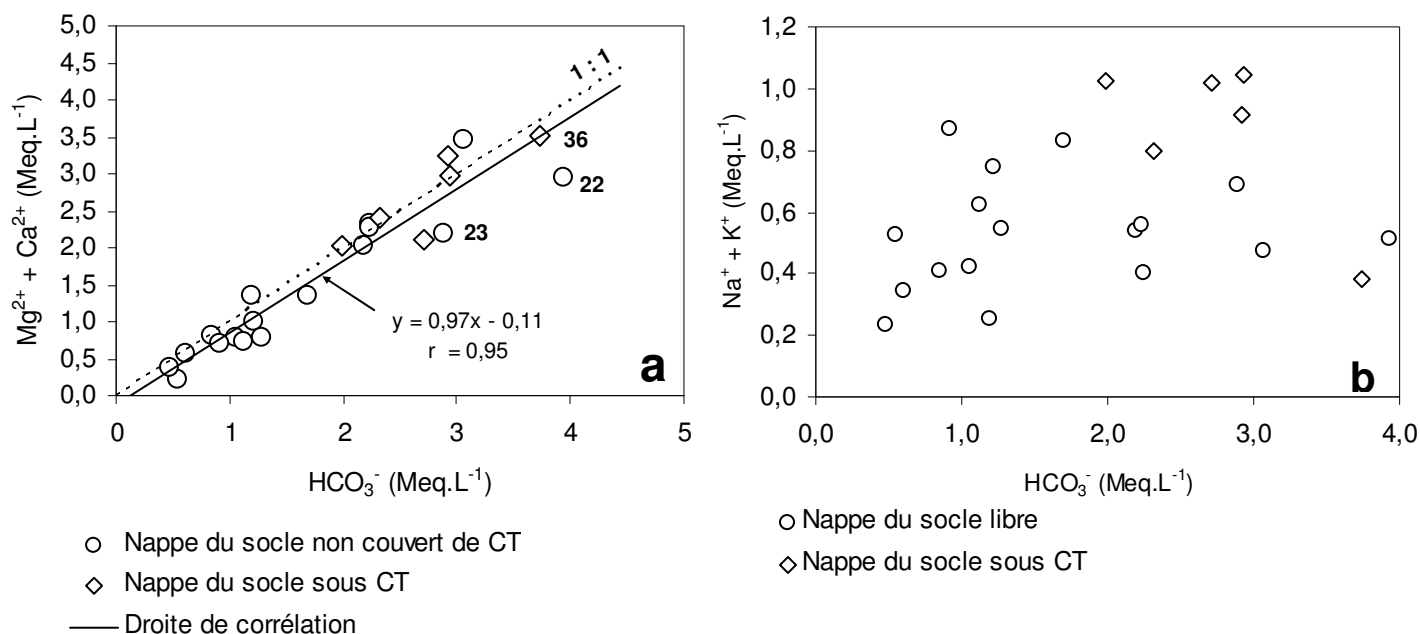 5,0
4,5
4,0
3,5
3,0
2,5
2,0
1,5
1,0
0,5
0,0
Mg²⁺ + Ca²⁺ (Meq.L⁻¹)
1 : 1
36
22
23
y = 0,97x - 0,11
r = 0,95
a
0 1 2 3 4 5
HCO₃⁻ (Meq.L⁻¹)
Nappe du socle non couvert de CT
Nappe du socle sous CT
Droite de corrélation
1,2
1,0
0,8
0,6
0,4
0,2
0,0
Na⁺ + K⁺ (Meq.L⁻¹)
b
0,0 1,0 2,0 3,0 4,0
HCO₃⁻ (Meq.L⁻¹)
Nappe du socle libre
Nappe du socle sous CT